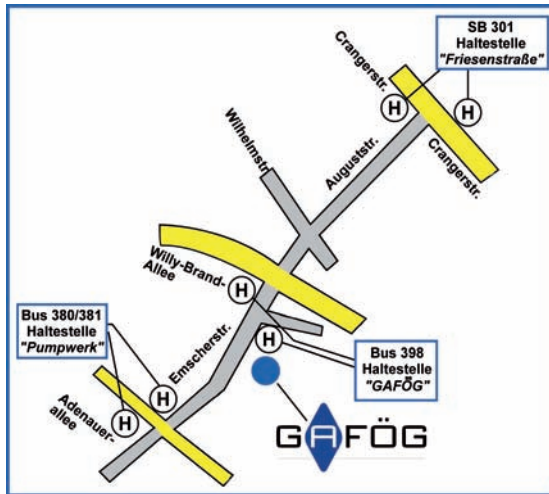 SB 301
Haltestelle
"Friesenstraße"
Crangerstr.
H
H
Crangerstr.
Wilhelmstr.
Auguststr.
Willy-Brand-
Allee
H
Bus 380/381
Haltestelle
"Pumpwerk"
Emscherstr.
H
Bus 398
Haltestelle
"GAFÖG"
H
H
Adenauer-
allee
GAFÖG